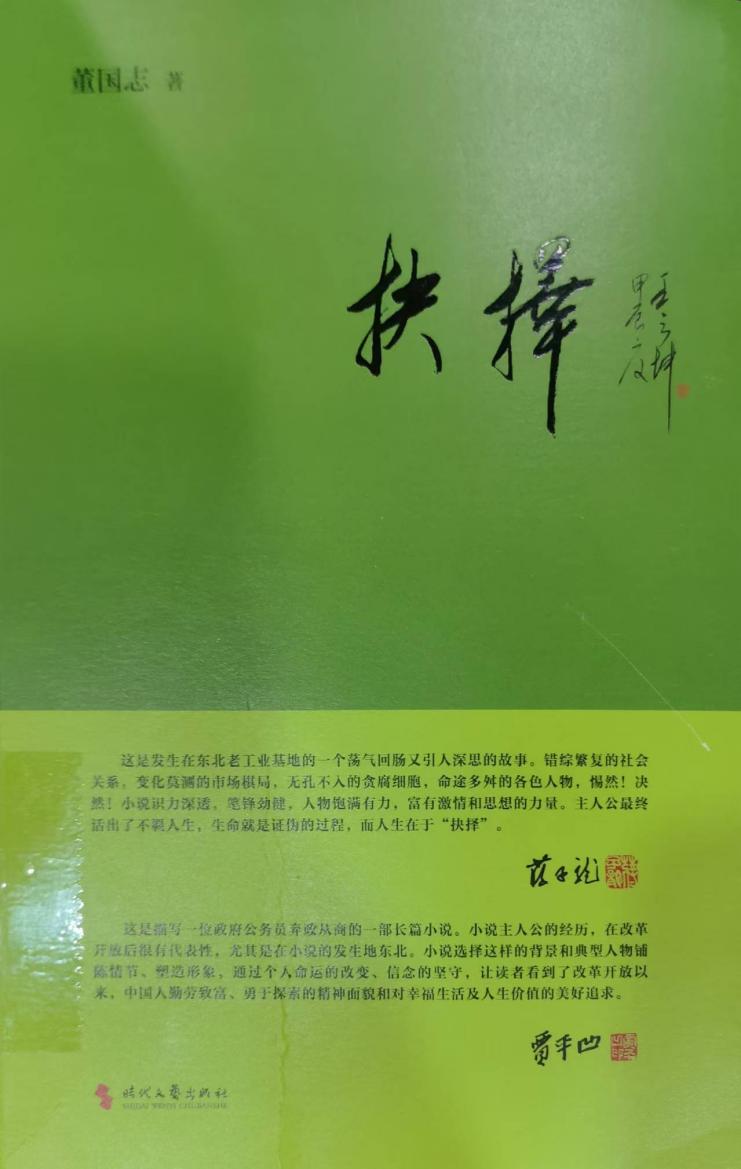 董国志 著
抉择
王云坤
甲辰夏
这是发生在东北老工业基地的一个荡气回肠又引人深思的故事。错综繁复的社会
关系，变化莫测的市场棋局，无孔不入的贪腐细胞，命途多舛的各色人物，惕然！决
然！小说识力深透，笔锋劲健，人物饱满有力，富有激情和思想的力量。主人公最终
活出了不羁人生，生命就是证伪的过程，而人生在于“抉择”。
蒋子龙
这是描写一位政府公务员弃政从商的一部长篇小说。小说主人公的经历，在改革
开放后很有代表性，尤其是在小说的发生地东北。小说选择这样的背景和典型人物铺
陈情节、塑造形象，通过个人命运的改变、信念的坚守，让读者看到了改革开放以
来，中国人勤劳致富、勇于探索的精神面貌和对幸福生活及人生价值的美好追求。
贾平凹
时代文艺出版社
SHIDAI WENYI CHUBANSHE